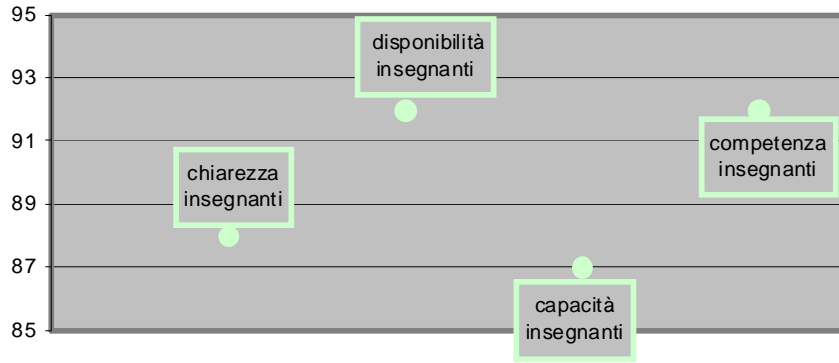 95
93
91
89
87
85
disponibilità
insegnanti
competenza
insegnanti
chiarezza
insegnanti
capacità
insegnanti